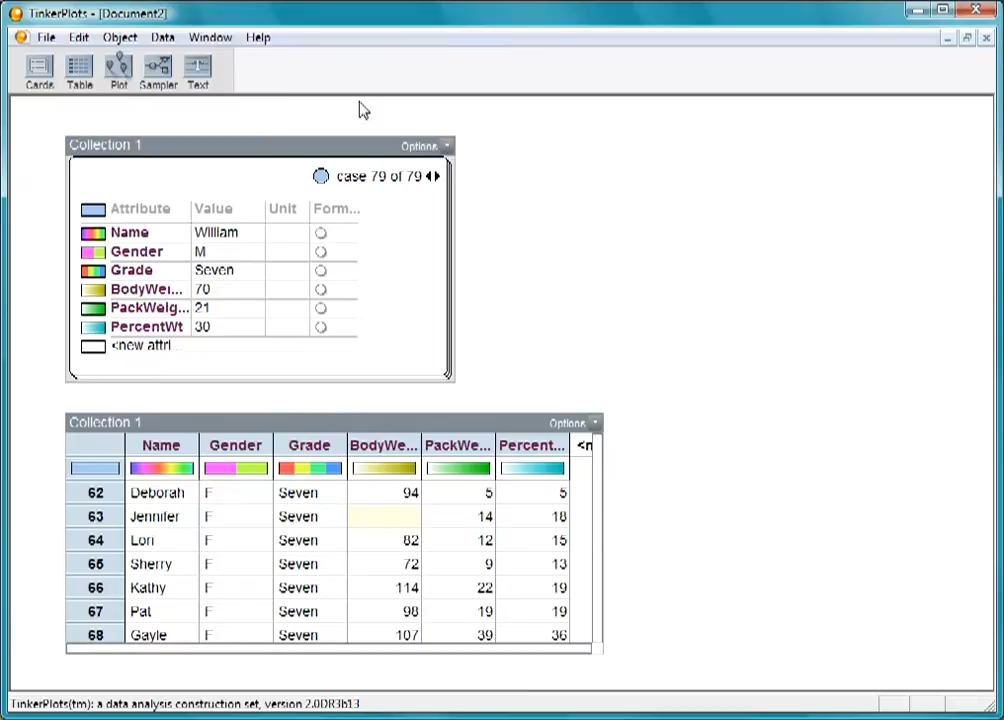 TinkerPlots - [Document2]
File Edit Object Data Window Help
Cards Table Plot Sampler Text
Collection 1 Options
case 79 of 79
Attribute Value Unit Form...
Name William
Gender M
Grade Seven
BodyWei... 70
PackWeig... 21
PercentWt 30
<new attri...
Collection 1 Options
Name Gender Grade BodyWe... PackWe... Percent... <n
62 Deborah F Seven 94 5 5
63 Jennifer F Seven 14 18
64 Lori F Seven 82 12 15
65 Sherry F Seven 72 9 13
66 Kathy F Seven 114 22 19
67 Pat F Seven 98 19 19
68 Gayle F Seven 107 39 36
TinkerPlots(tm): a data analysis construction set, version 2.0DR3b13